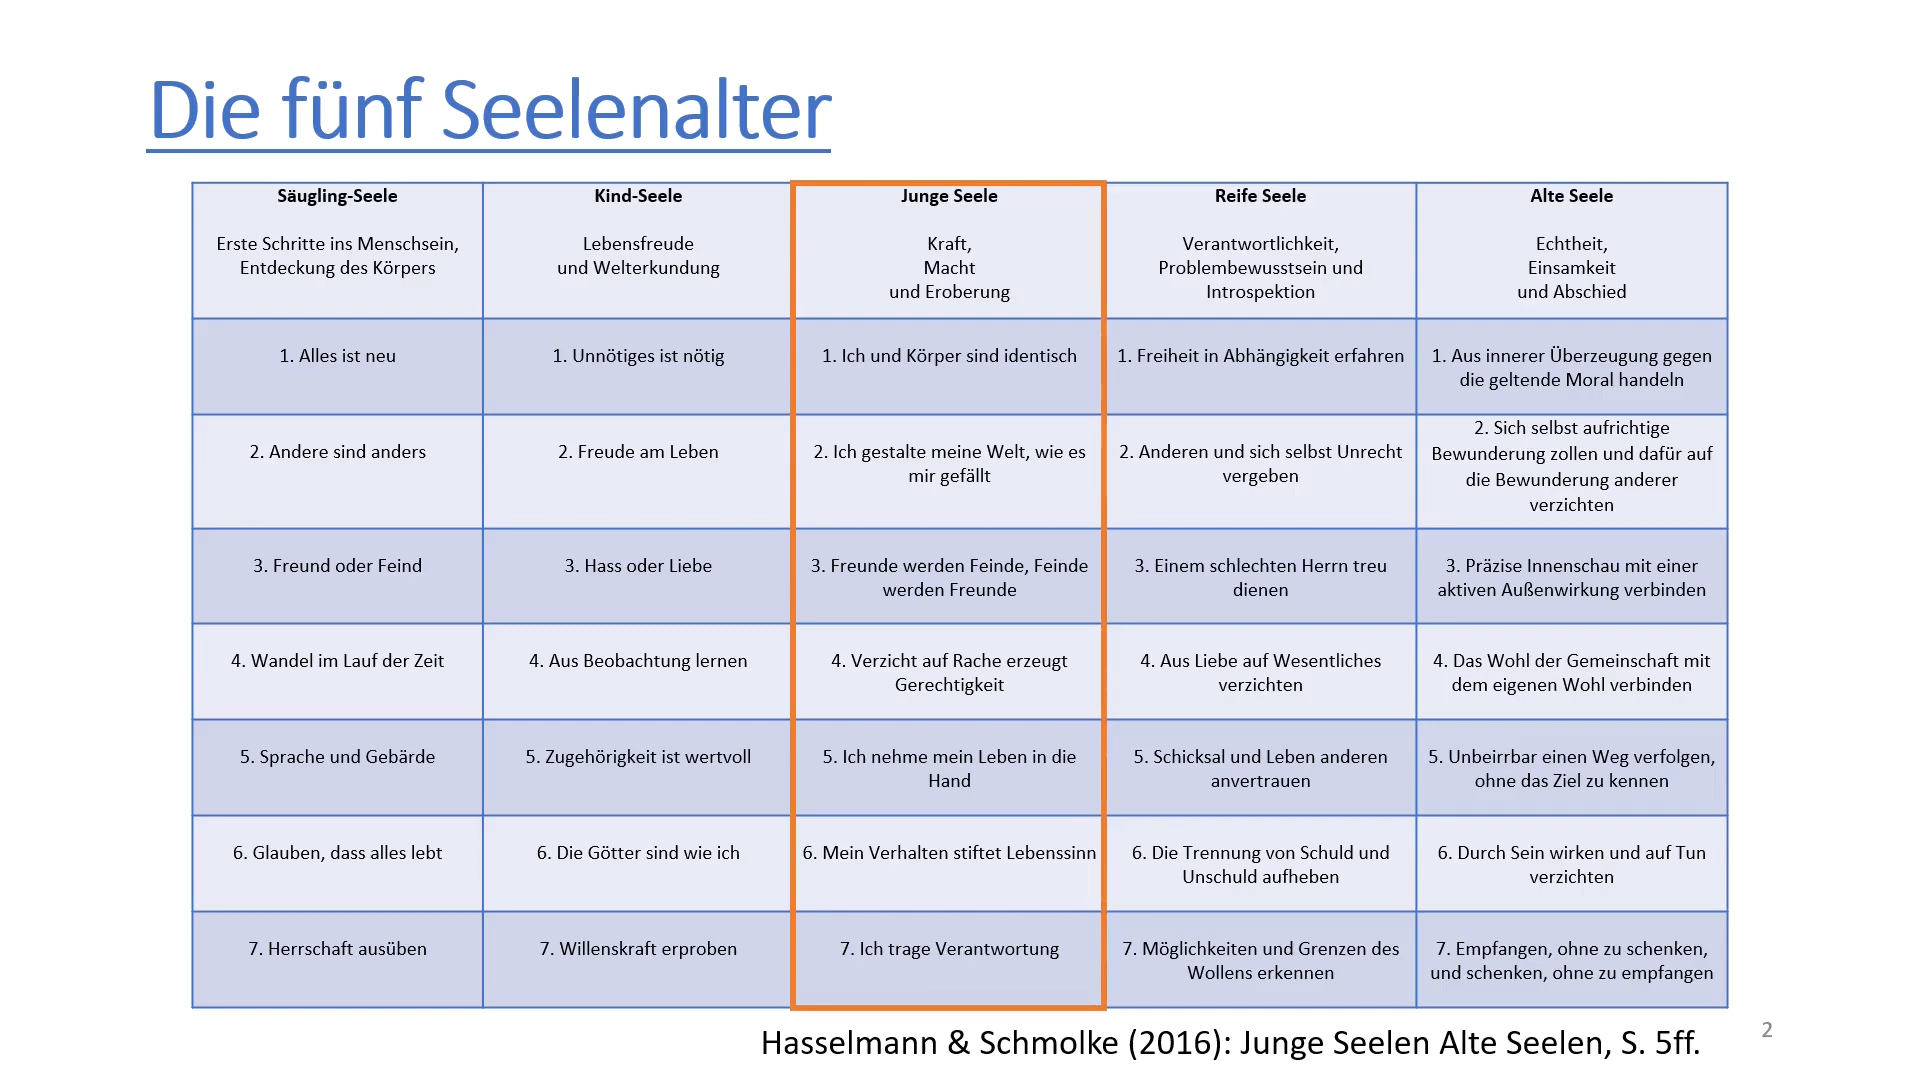 Die fünf Seelenalter
Säugling-Seele
Erste Schritte ins Menschsein,
Entdeckung des Körpers
Kind-Seele
Lebensfreude
und Welterkundung
Junge Seele
Kraft,
Macht
und Eroberung
Reife Seele
Verantwortlichkeit,
Problembewusstsein und
Introspektion
Alte Seele
Echtheit,
Einsamkeit
und Abschied
1. Alles ist neu
1. Unnötiges ist nötig
1. Ich und Körper sind identisch
1. Freiheit in Abhängigkeit erfahren
1. Aus innerer Überzeugung gegen
die geltende Moral handeln
2. Andere sind anders
2. Freude am Leben
2. Ich gestalte meine Welt, wie es
mir gefällt
2. Anderen und sich selbst Unrecht
vergeben
2. Sich selbst aufrichtige
Bewunderung zollen und dafür auf
die Bewunderung anderer
verzichten
3. Freund oder Feind
3. Hass oder Liebe
3. Freunde werden Feinde, Feinde
werden Freunde
3. Einem schlechten Herrn treu
dienen
3. Präzise Innenschau mit einer
aktiven Außenwirkung verbinden
4. Wandel im Lauf der Zeit
4. Aus Beobachtung lernen
4. Verzicht auf Rache erzeugt
Gerechtigkeit
4. Aus Liebe auf Wesentliches
verzichten
4. Das Wohl der Gemeinschaft mit
dem eigenen Wohl verbinden
5. Sprache und Gebärde
5. Zugehörigkeit ist wertvoll
5. Ich nehme mein Leben in die
Hand
5. Schicksal und Leben anderen
anvertrauen
5. Unbeirrbar einen Weg verfolgen,
ohne das Ziel zu kennen
6. Glauben, dass alles lebt
6. Die Götter sind wie ich
6. Mein Verhalten stiftet Lebenssinn
6. Die Trennung von Schuld und
Unschuld aufheben
6. Durch Sein wirken und auf Tun
verzichten
7. Herrschaft ausüben
7. Willenskraft erproben
7. Ich trage Verantwortung
7. Möglichkeiten und Grenzen des
Wollens erkennen
7. Empfangen, ohne zu schenken,
und schenken, ohne zu empfangen
Hasselmann & Schmolke (2016): Junge Seelen Alte Seelen, S. 5ff.
2